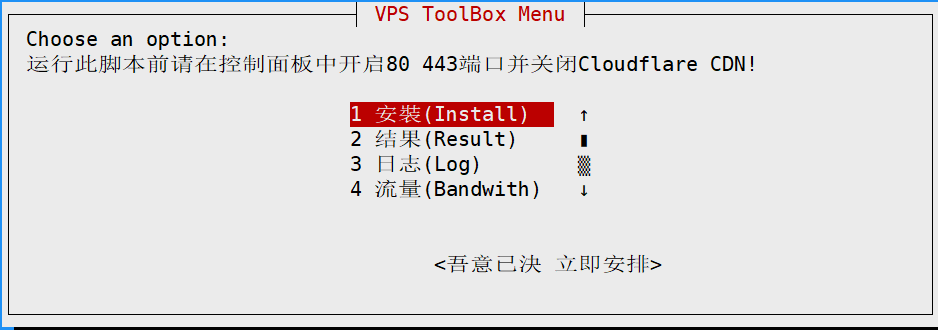 VPS ToolBox Menu
Choose an option:
运行此脚本前请在控制面板中开启80 443端口并关闭Cloudflare CDN!
1 安裝(Install) ↑
2 结果(Result)
3 日志(Log)
4 流量(Bandwith) ↓
<吾意已決 立即安排>